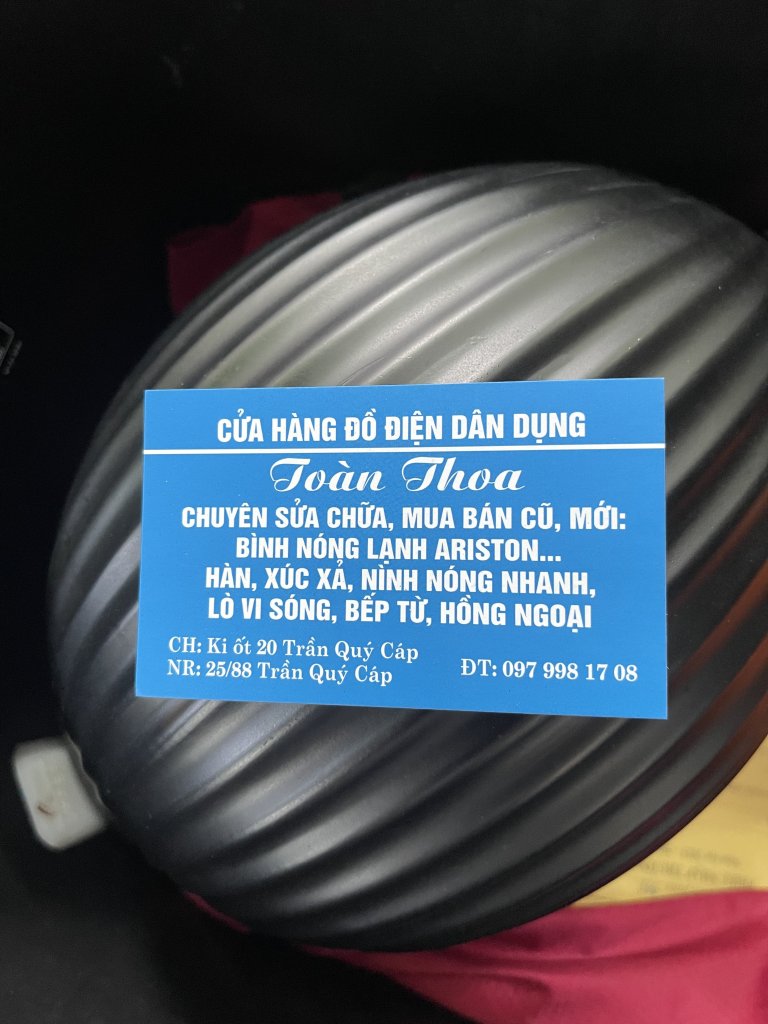 CỬA HÀNG ĐỒ ĐIỆN DÂN DỤNG
Toàn Thoa
CHUYÊN SỬA CHỮA, MUA BÁN CŨ, MỚI:
BÌNH NÓNG LẠNH ARISTON...
HÀN, XÚC XẢ, NÌNH NÓNG NHANH,
LÒ VI SÓNG, BẾP TỪ, HỒNG NGOẠI
CH: Ki ốt 20 Trần Quý Cáp
NR: 25/88 Trần Quý Cáp
ĐT: 097 998 17 08